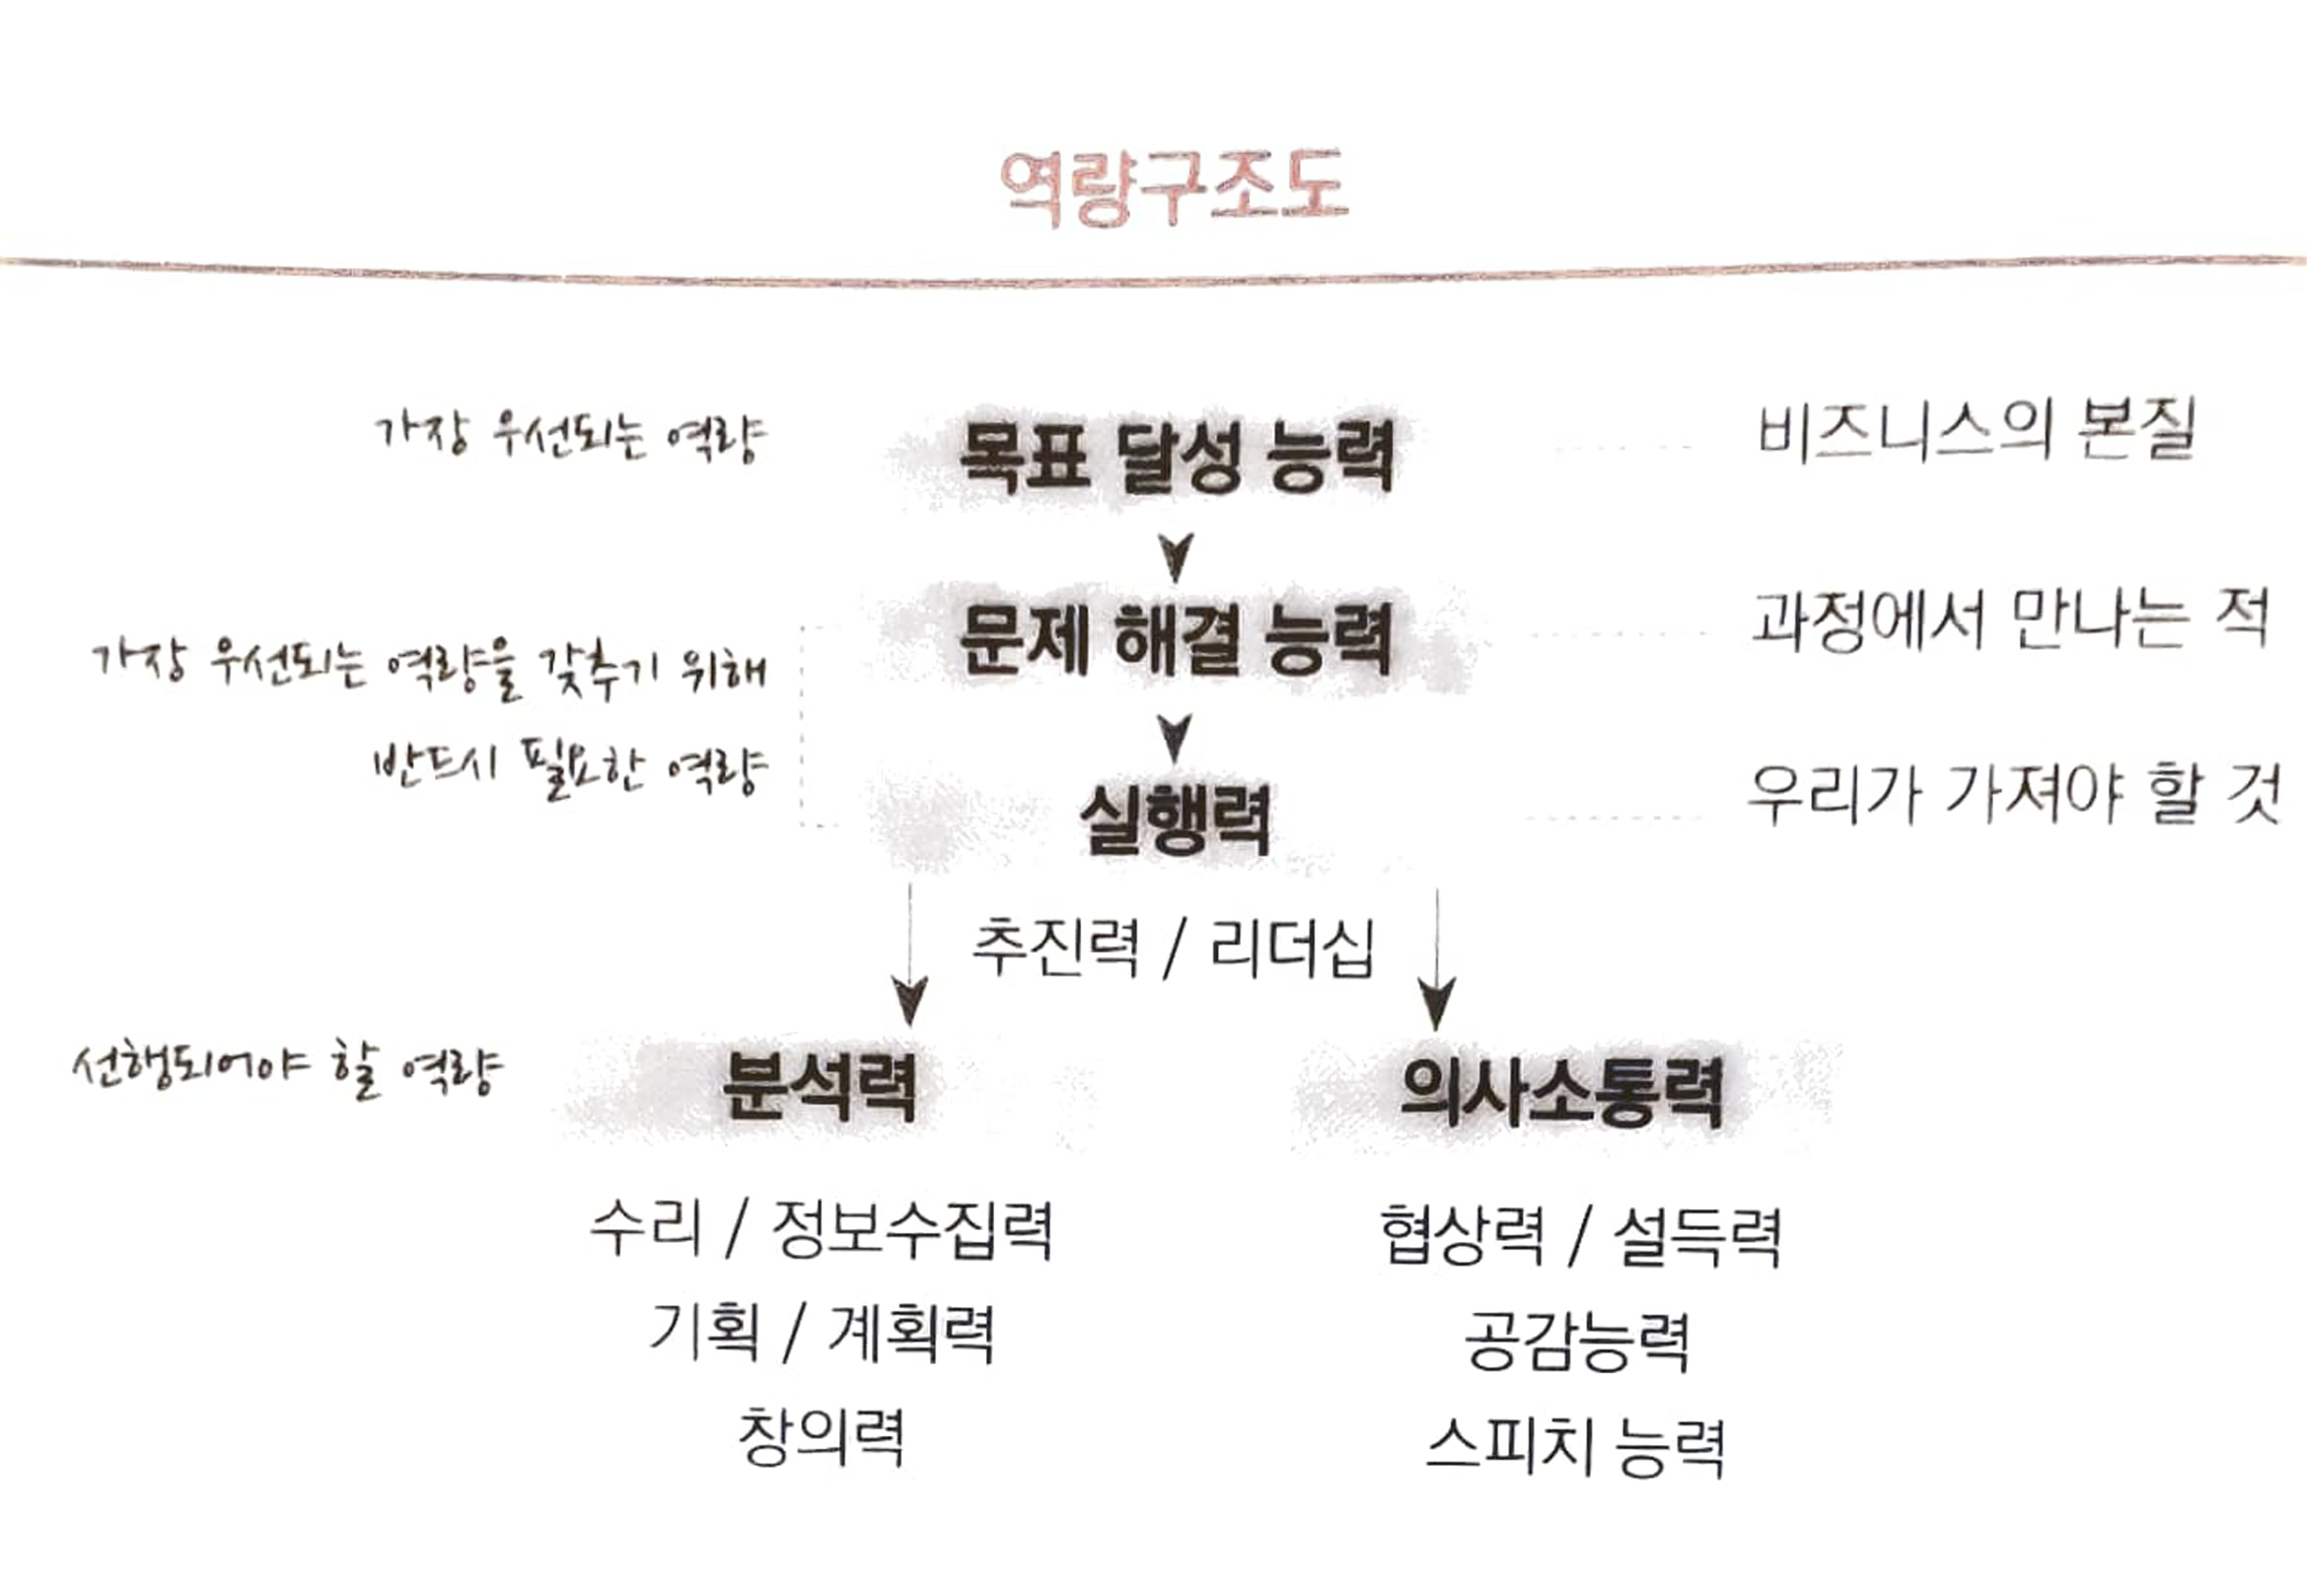 역량구조도
가장 우선되는 역량
목표 달성 능력
비즈니스의 본질
가장 우선되는 역량을 갖추기 위해
반드시 필요한 역량
문제 해결 능력
과정에서 만나는 적
실행력
우리가 가져야 할 것
추진력 / 리더십
선행되어야 할 역량
분석력
의사소통력
수리 / 정보수집력
협상력 / 설득력
기획 / 계획력
공감능력
창의력
스피치 능력